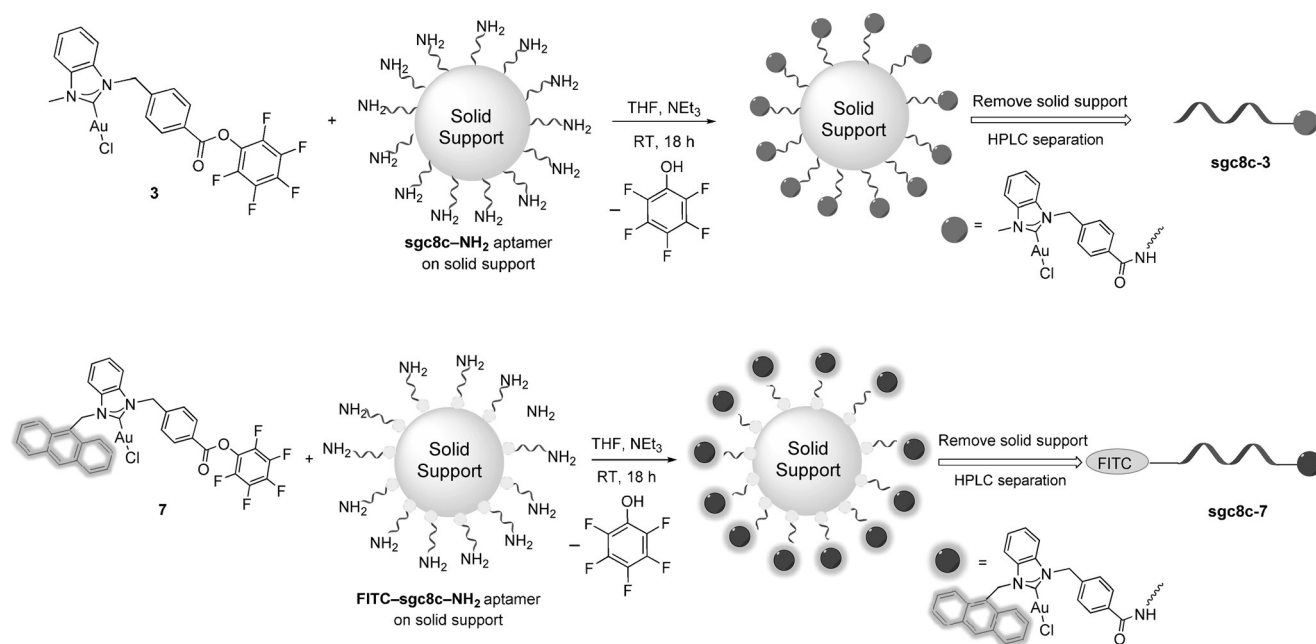 N
N
Au
Cl
O
O
F
F
F
F
F
3
+
NH2
NH2
NH2
NH2
NH2
NH2
NH2
NH2
NH2
NH2
NH2
NH2
NH2
NH2
Solid
Support
sgc8c–NH2 aptamer
on solid support
THF, NEt3
RT, 18 h
–
OH
F
F
F
F
F
Solid
Support
Remove solid support
HPLC separation
sgc8c-3
=
N
N
Au
Cl
O
NH
N
N
Au
Cl
O
O
F
F
F
F
F
7
+
NH2
NH2
NH2
NH2
NH2
NH2
NH2
NH2
NH2
NH2
NH2
NH2
NH2
NH2
Solid
Support
FITC–sgc8c–NH2 aptamer
on solid support
THF, NEt3
RT, 18 h
–
OH
F
F
F
F
F
Solid
Support
Remove solid support
HPLC separation
FITC
sgc8c-7
=
N
N
Au
Cl
O
NH